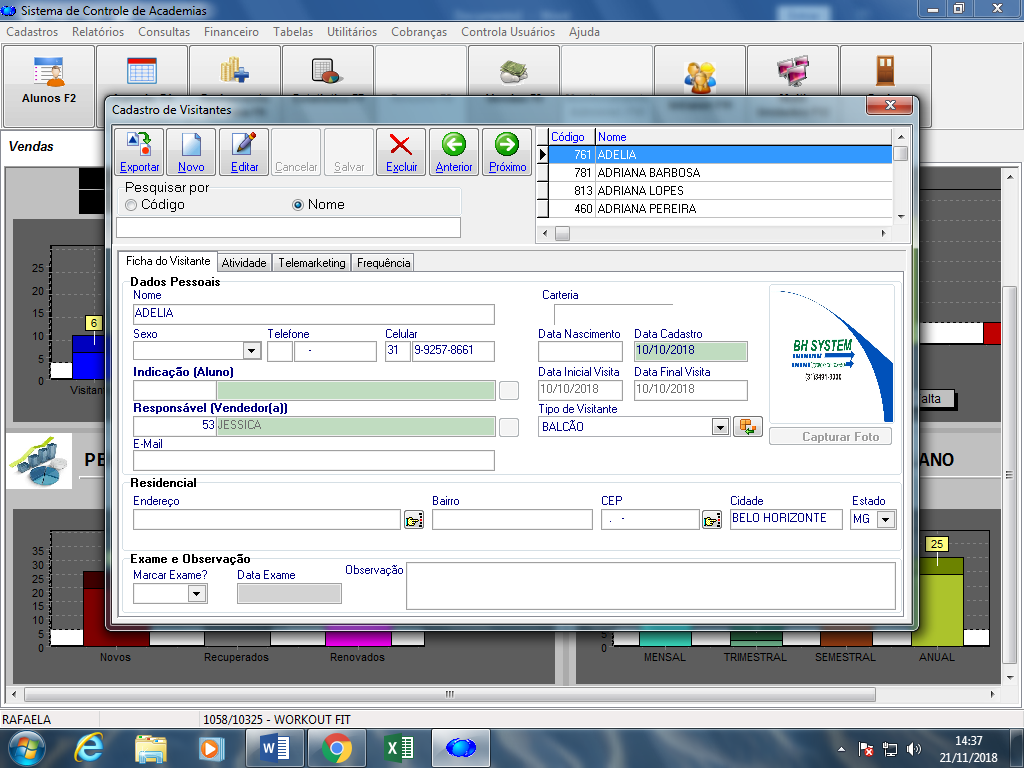 Sistema de Controle de Academias
Cadastros Relatórios Consultas Financeiro Tabelas Utilitários Cobranças Controla Usuários Ajuda
Alunos F2
Cadastro de Visitantes
Vendas
Exportar Novo Editar Cancelar Salvar Excluir Anterior Próximo
Código Nome
761 ADELIA
781 ADRIANA BARBOSA
813 ADRIANA LOPES
460 ADRIANA PEREIRA
Pesquisar por
Código Nome
Ficha do Visitante Atividade Telemarketing Frequência
Dados Pessoais
Nome
ADELIA
Carteria
Sexo Telefone Celular
- 31 9-9257-8661
Data Nascimento Data Cadastro
10/10/2018
Indicação (Aluno)
Data Inicial Visita Data Final Visita
10/10/2018 10/10/2018
Responsável (Vendedor(a))
53 JESSICA
Tipo de Visitante
BALCÃO
BH SYSTEM
Capturar Foto
E-Mail
Residencial
Endereço Bairro CEP Cidade Estado
. - BELO HORIZONTE MG
Exame e Observação
Marcar Exame? Data Exame Observação
25
20
15
10
5
0
6
Visitan
alta
PE
ANO
35
30
25
20
15
10
5
0
Novos Recuperados Renovados
25
5
0
MENSAL TRIMESTRAL SEMESTRAL ANUAL
RAFAELA 1058/10325 - WORKOUT FIT
14:37
21/11/2018